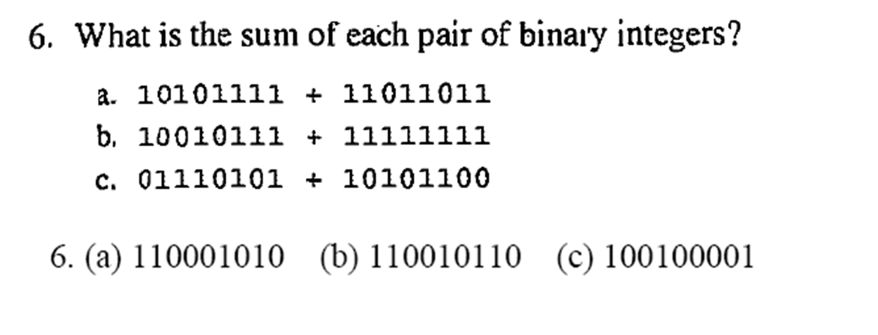 6. What is the sum of each pair of binary integers?
a. 10101111 + 11011011
b. 10010111 + 11111111
c. 01110101 + 10101100
6. (a) 110001010 (b) 110010110 (c) 100100001